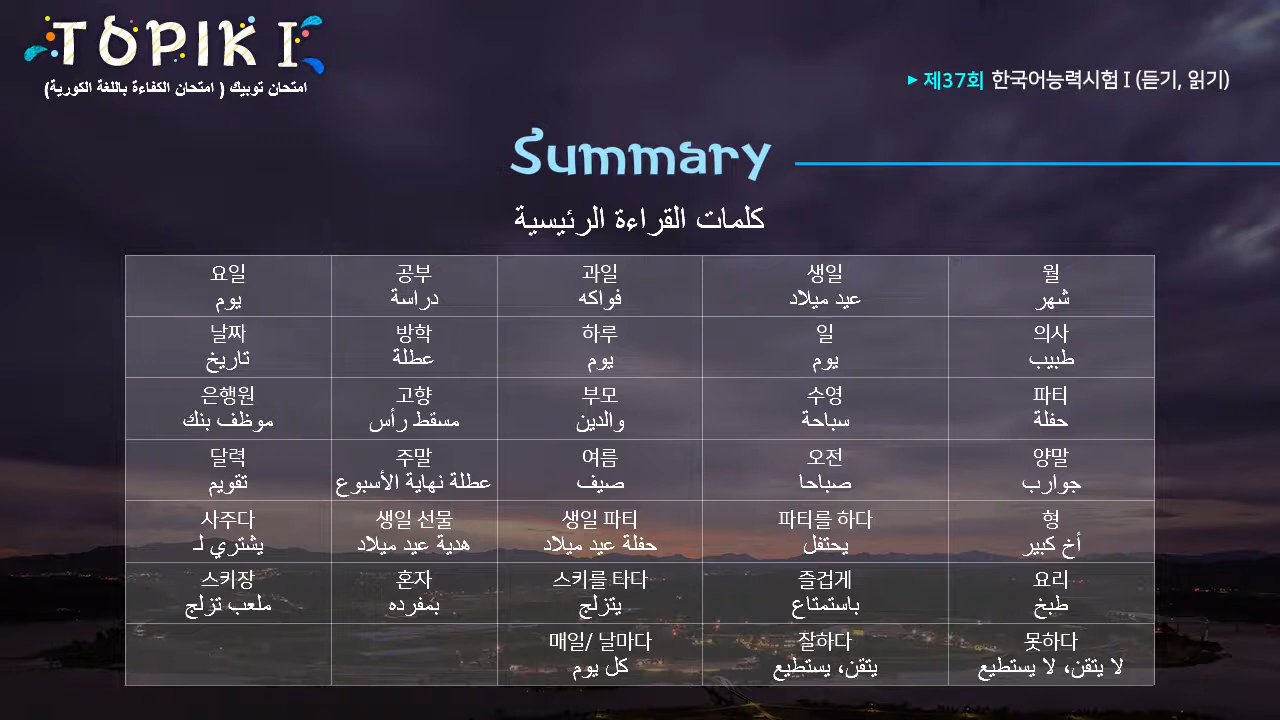 TOPIK I
امتحان توبيك ( امتحان الكفاءة باللغة الكورية)
▶ 제37회 한국어능력시험 I (듣기, 읽기)
Summary
كلمات القراءة الرئيسية
요일 공부 과일 생일 월
يوم دراسة فواكه عيد ميلاد شهر
날짜 방학 하루 일 의사
تاريخ عطلة يوم يوم طبيب
은행원 고향 부모 수영 파티
موظف بنك مسقط رأس والدين سباحة حفلة
달력 주말 여름 오전 양말
تقويم عطلة نهاية الأسبوع صيف صباحا جوارب
사주다 생일 선물 생일 파티 파티를 하다 형
يشتري لـ هدية عيد ميلاد حفلة عيد ميلاد يحتفل أخ كبير
스키장 혼자 스키를 타다 즐겁게 요리
ملعب تزلج بمفرده يتزلج باستمتاع طبخ
매일/ 날마다 잘하다 못하다
كل يوم يتقن، يستطيع لا يتقن، لا يستطيع